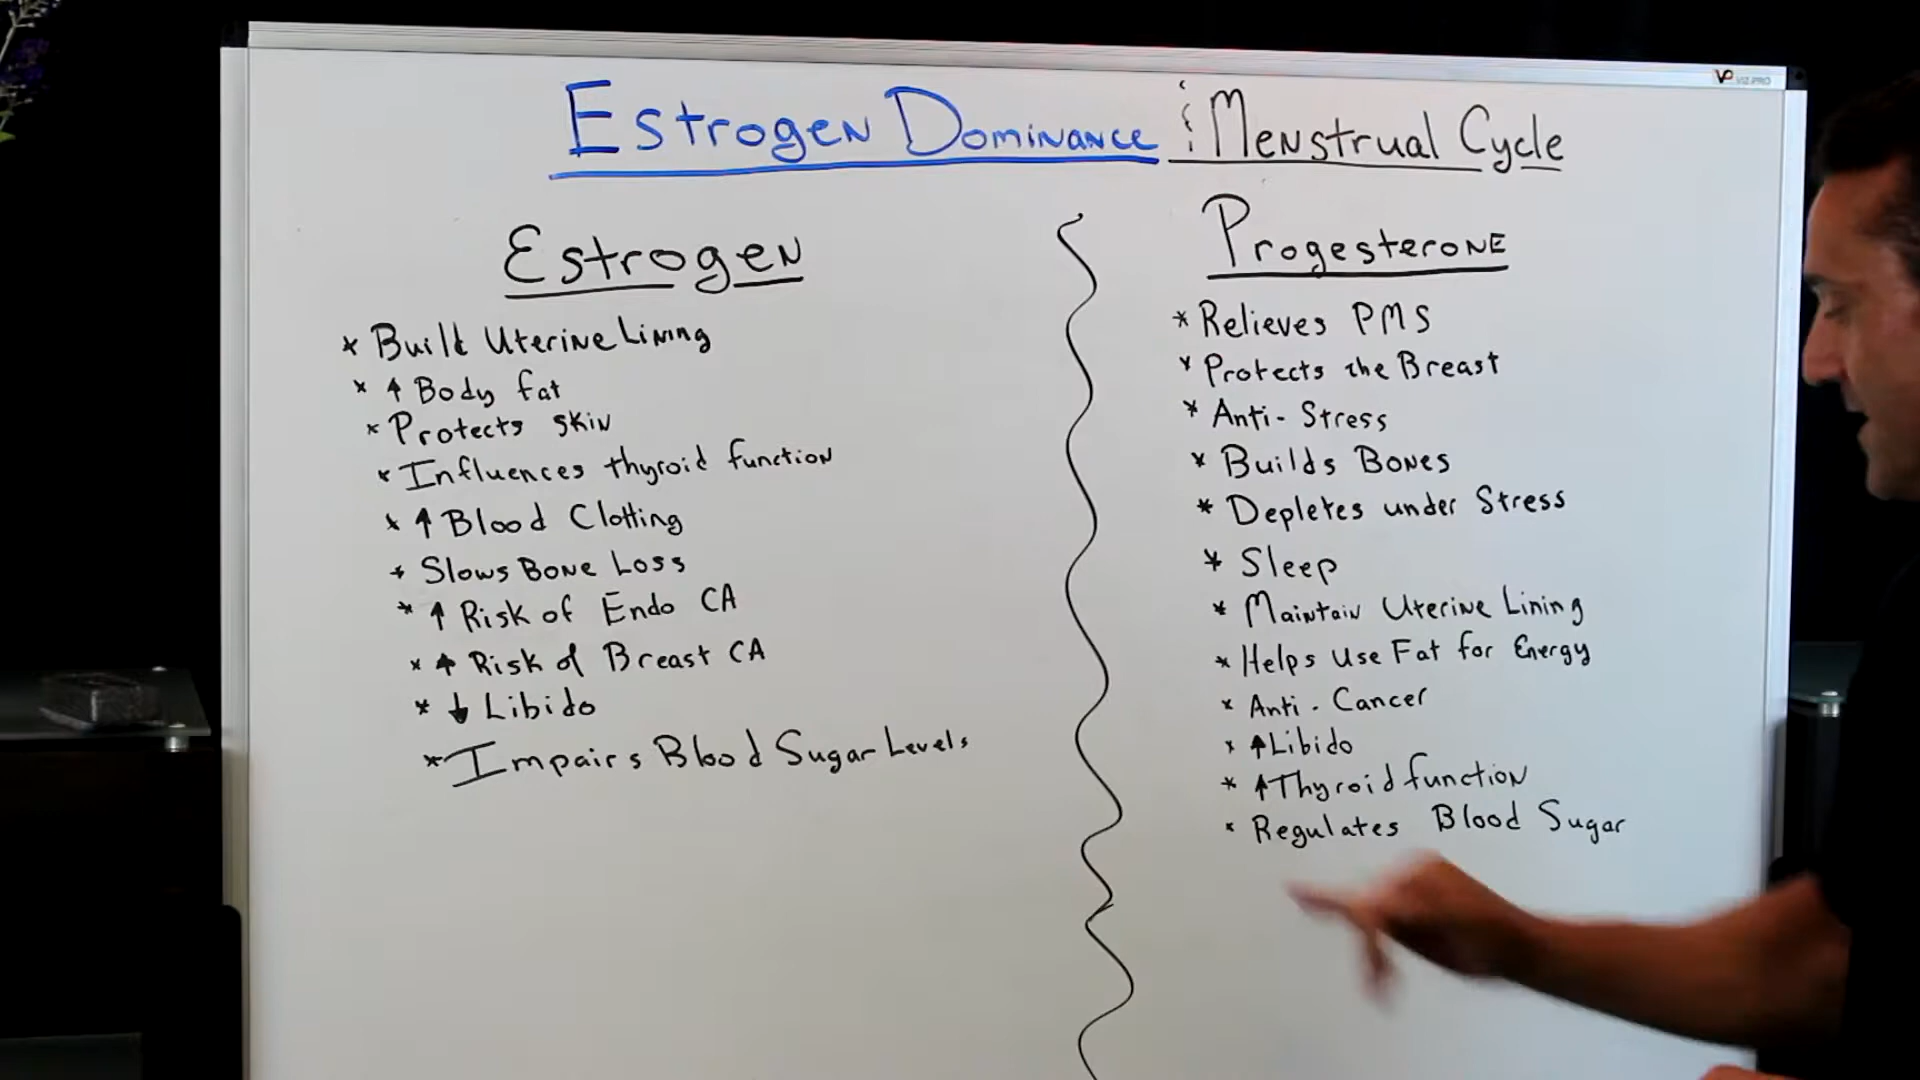 VP VIZ-PRO
Estrogen Dominance & Menstrual Cycle
Estrogen
* Build Uterine Lining
* ↑ Body fat
* Protects skin
* Influences thyroid function
* ↑ Blood Clotting
* Slows Bone Loss
* ↑ Risk of Endo CA
* ↑ Risk of Breast CA
* ↓ Libido
* Impairs Blood Sugar Levels
Progesterone
* Relieves PMS
* Protects the Breast
* Anti-Stress
* Builds Bones
* Depletes under Stress
* Sleep
* Maintain Uterine Lining
* Helps Use Fat for Energy
* Anti-Cancer
* ↑ Libido
* ↑ Thyroid function
* Regulates Blood Sugar